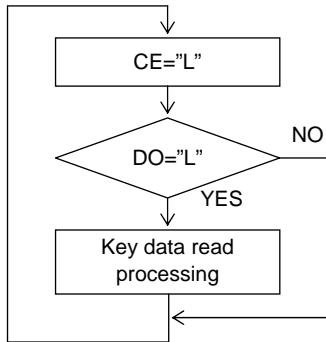 CE=”L”
DO=”L”
NO
YES
Key data read
processing